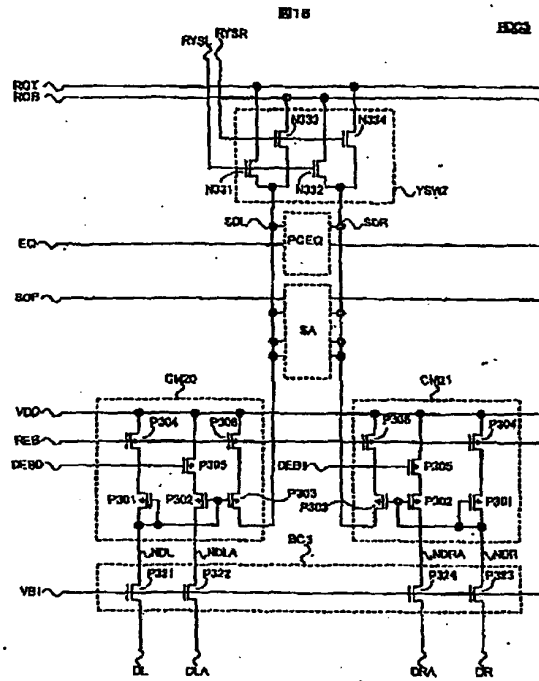 RYSL RYSR
ROT
ROB
N333 N334
N331 N332
YSW2
SDL PCEQ SDR
EQ
SOP
SA
CM20 CM21
VDD
P304 P306 P304
REB
DEB0 P305 DEB1 P305
P301 P302 P303 P303 P302 P301
NDL NDLA NDRA NDR
P321 P322 P324 P323
VB1
DL DLA DRA DR